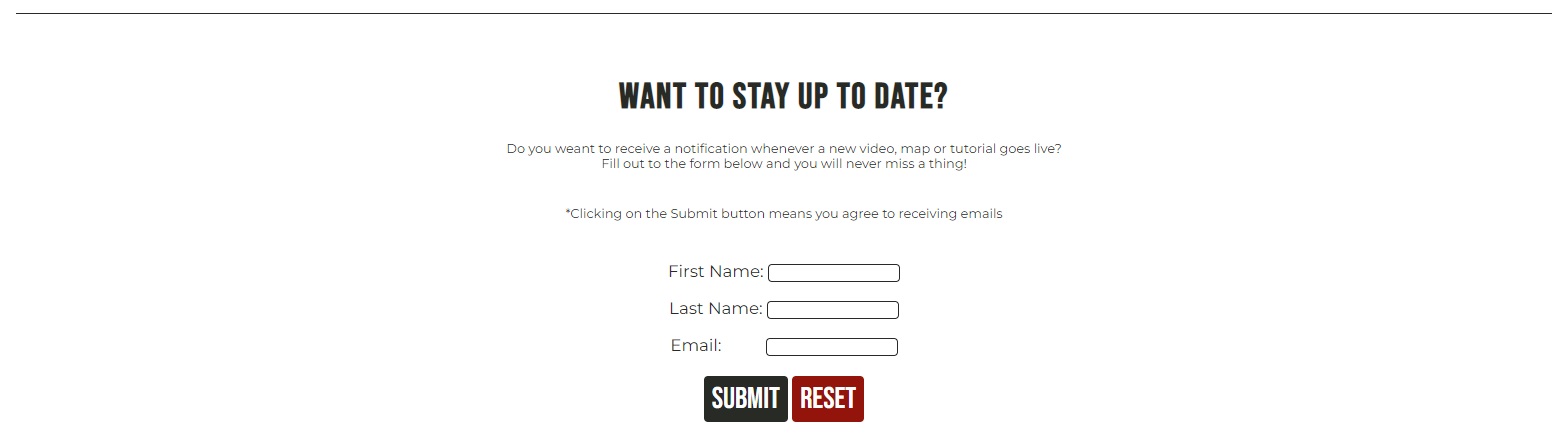 WANT TO STAY UP TO DATE?
Do you weant to receive a notification whenever a new video, map or tutorial goes live?
Fill out to the form below and you will never miss a thing!
*Clicking on the Submit button means you agree to receiving emails
First Name:
Last Name:
Email:
SUBMIT RESET